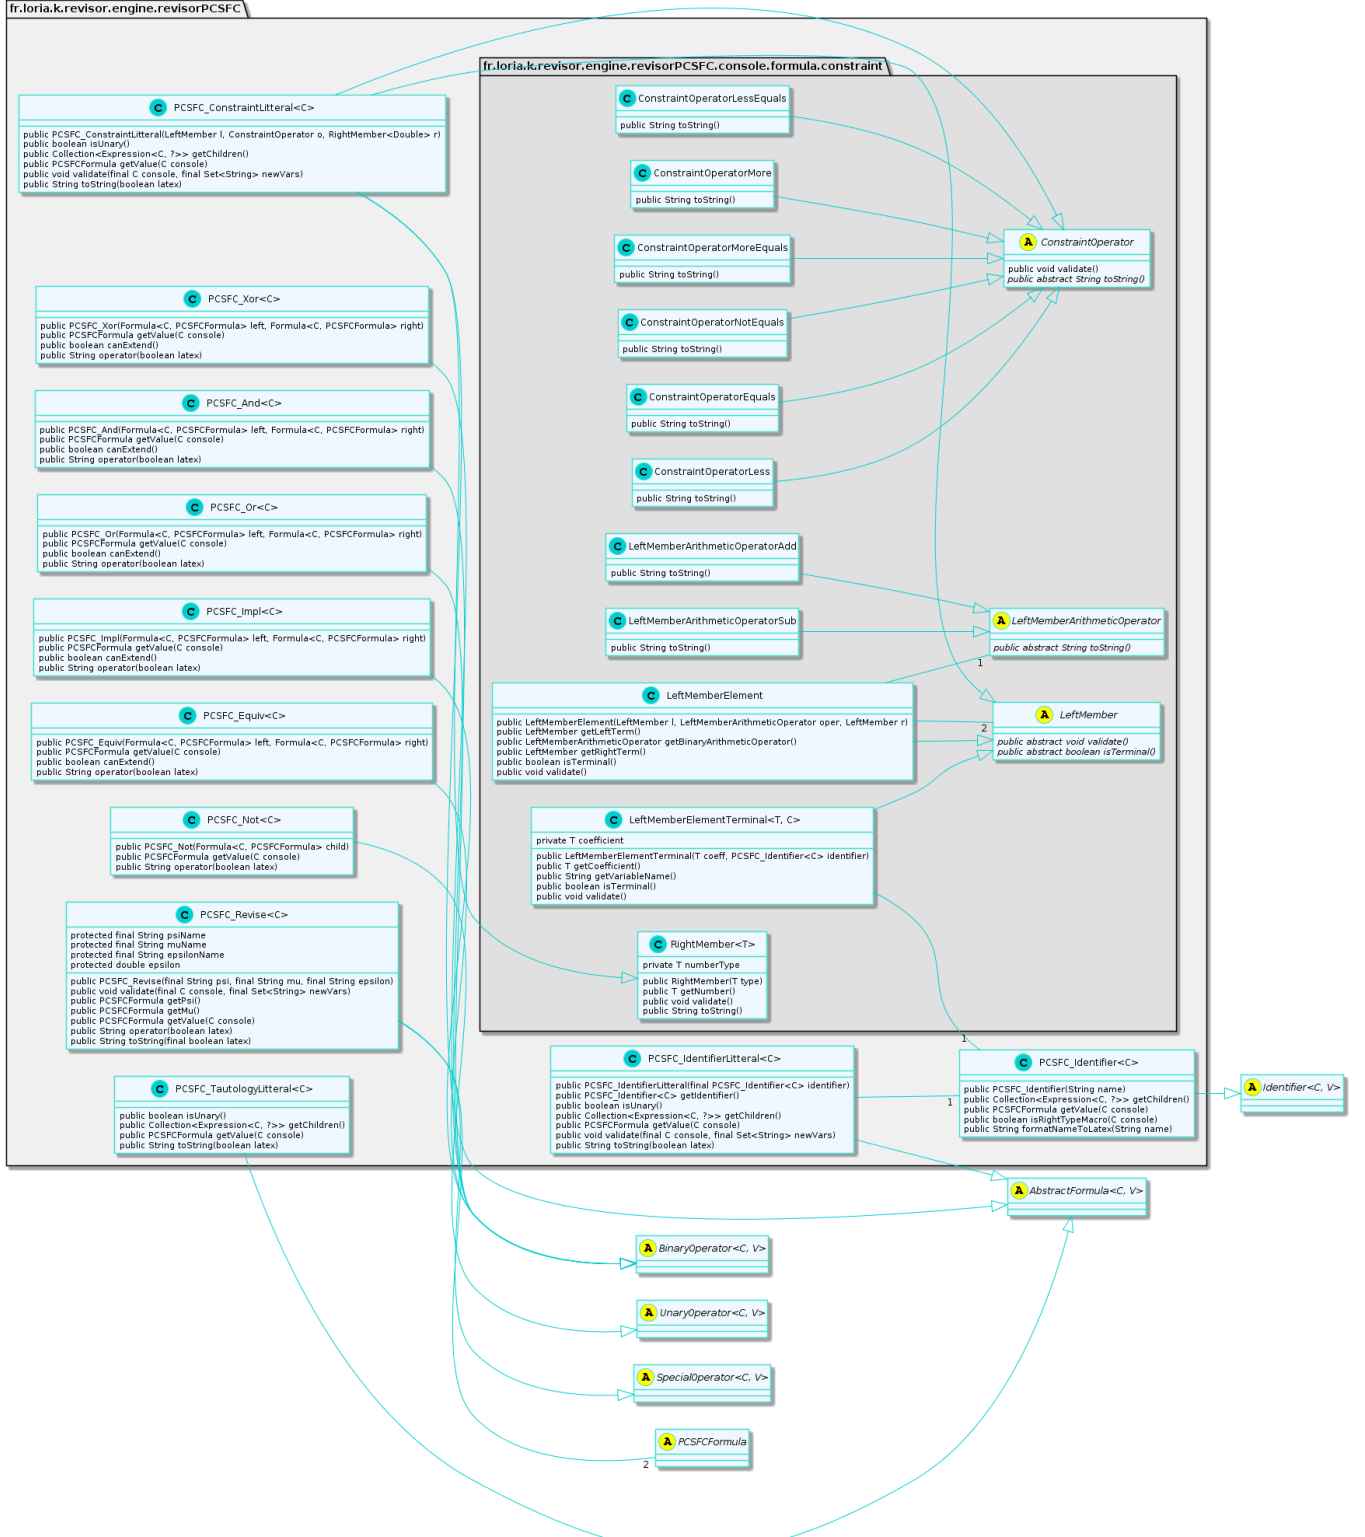 fr.loria.k.revisor.engine.revisorPCSFC
fr.loria.k.revisor.engine.revisorPCSFC.console.formula.constraint
C PCSFC_ConstraintLitteral<C>
public PCSFC_ConstraintLitteral(LeftMember l, ConstraintOperator o, RightMember<Double> r)
public boolean isUnary()
public Collection<Expression<C, ?>> getChildren()
public PCSFCFormula getValue(C console)
public void validate(final C console, final Set<String> newVars)
public String toString(boolean latex)
C PCSFC_Xor<C>
public PCSFC_Xor(Formula<C, PCSFCFormula> left, Formula<C, PCSFCFormula> right)
public PCSFCFormula getValue(C console)
public boolean canExtend()
public String operator(boolean latex)
C PCSFC_And<C>
public PCSFC_And(Formula<C, PCSFCFormula> left, Formula<C, PCSFCFormula> right)
public PCSFCFormula getValue(C console)
public boolean canExtend()
public String operator(boolean latex)
C PCSFC_Or<C>
public PCSFC_Or(Formula<C, PCSFCFormula> left, Formula<C, PCSFCFormula> right)
public PCSFCFormula getValue(C console)
public boolean canExtend()
public String operator(boolean latex)
C PCSFC_Impl<C>
public PCSFC_Impl(Formula<C, PCSFCFormula> left, Formula<C, PCSFCFormula> right)
public PCSFCFormula getValue(C console)
public boolean canExtend()
public String operator(boolean latex)
C PCSFC_Equiv<C>
public PCSFC_Equiv(Formula<C, PCSFCFormula> left, Formula<C, PCSFCFormula> right)
public PCSFCFormula getValue(C console)
public boolean canExtend()
public String operator(boolean latex)
C PCSFC_Not<C>
public PCSFC_Not(Formula<C, PCSFCFormula> child)
public PCSFCFormula getValue(C console)
public String operator(boolean latex)
C PCSFC_Revise<C>
protected final String psiName
protected final String muName
protected final String epsilonName
protected double epsilon
public PCSFC_Revise(final String psi, final String mu, final String epsilon)
public void validate(final C console, final Set<String> newVars)
public PCSFCFormula getPsi()
public PCSFCFormula getMu()
public PCSFCFormula getValue(C console)
public String operator(boolean latex)
public String toString(final boolean latex)
C PCSFC_TautologyLitteral<C>
public boolean isUnary()
public Collection<Expression<C, ?>> getChildren()
public PCSFCFormula getValue(C console)
public String toString(boolean latex)
C ConstraintOperatorLessEquals
public String toString()
C ConstraintOperatorMore
public String toString()
C ConstraintOperatorMoreEquals
public String toString()
C ConstraintOperatorNotEquals
public String toString()
C ConstraintOperatorEquals
public String toString()
C ConstraintOperatorLess
public String toString()
C LeftMemberArithmeticOperatorAdd
public String toString()
C LeftMemberArithmeticOperatorSub
public String toString()
C LeftMemberElement
public LeftMemberElement(LeftMember l, LeftMemberArithmeticOperator oper, LeftMember r)
public LeftMember getLeftTerm()
public LeftMemberArithmeticOperator getBinaryArithmeticOperator()
public LeftMember getRightTerm()
public boolean isTerminal()
public void validate()
C LeftMemberElementTerminal<T, C>
private T coefficient
public LeftMemberElementTerminal(T coeff, PCSFC_Identifier<C> identifier)
public T getCoefficient()
public String getVariableName()
public boolean isTerminal()
public void validate()
C RightMember<T>
private T numberType
public RightMember(T type)
public T getNumber()
public void validate()
public String toString()
A ConstraintOperator
public void validate()
public abstract String toString()
A LeftMemberArithmeticOperator
public abstract String toString()
1
A LeftMember
public abstract void validate()
public abstract boolean isTerminal()
2
C PCSFC_IdentifierLitteral<C>
public PCSFC_IdentifierLitteral(final PCSFC_Identifier<C> identifier)
public PCSFC_Identifier<C> getIdentifier()
public boolean isUnary()
public Collection<Expression<C, ?>> getChildren()
public PCSFCFormula getValue(C console)
public void validate(final C console, final Set<String> newVars)
public String toString(boolean latex)
1
1
C PCSFC_Identifier<C>
public PCSFC_Identifier(String name)
public Collection<Expression<C, ?>> getChildren()
public PCSFCFormula getValue(C console)
public boolean isRightTypeMacro(C console)
public String formatNameToLatex(String name)
A Identifier<C, V>
A AbstractFormula<C, V>
A BinaryOperator<C, V>
A UnaryOperator<C, V>
A SpecialOperator<C, V>
A PCSFCFormula
2